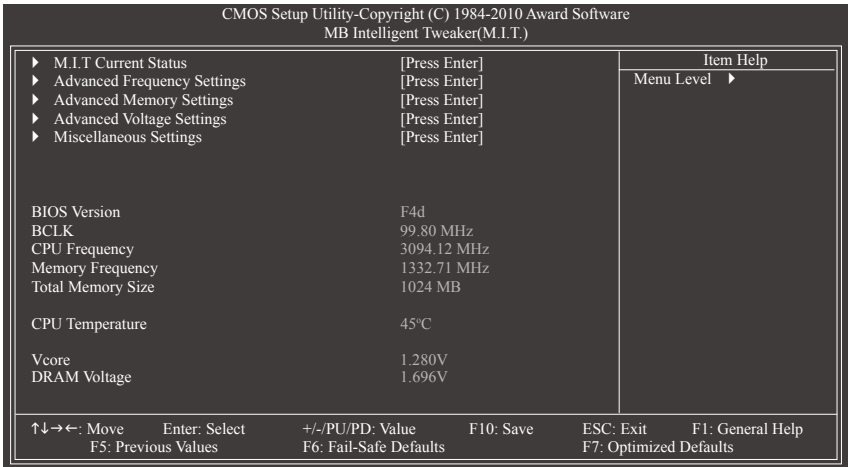 CMOS Setup Utility-Copyright (C) 1984-2010 Award Software
MB Intelligent Tweaker(M.I.T.)
▶ M.I.T Current Status [Press Enter]
▶ Advanced Frequency Settings [Press Enter]
▶ Advanced Memory Settings [Press Enter]
▶ Advanced Voltage Settings [Press Enter]
▶ Miscellaneous Settings [Press Enter]
Item Help
Menu Level ▶
BIOS Version F4d
BCLK 99.80 MHz
CPU Frequency 3094.12 MHz
Memory Frequency 1332.71 MHz
Total Memory Size 1024 MB
CPU Temperature 45°C
Vcore 1.280V
DRAM Voltage 1.696V
↑↓→←: Move Enter: Select +/-/PU/PD: Value F10: Save ESC: Exit F1: General Help
F5: Previous Values F6: Fail-Safe Defaults F7: Optimized Defaults